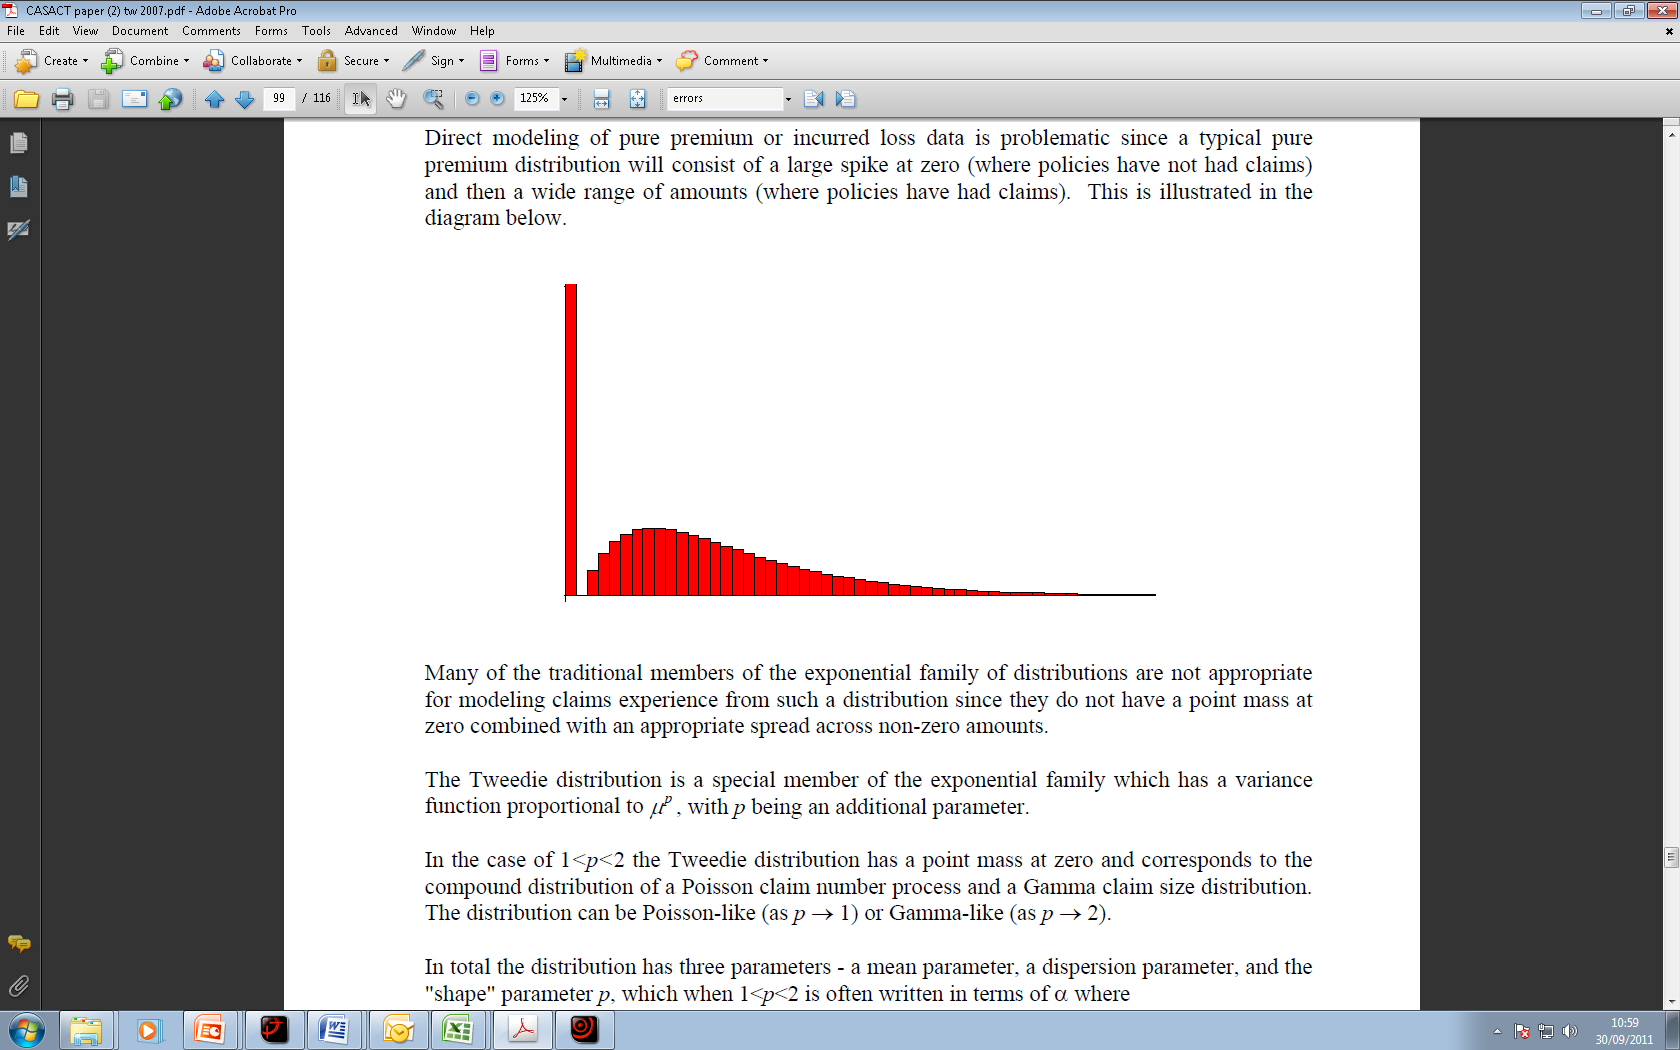 CASACT paper (2) tw 2007.pdf - Adobe Acrobat Pro
File Edit View Document Comments Forms Tools Advanced Window Help
Create Combine Collaborate Secure Sign Forms Multimedia Comment
99 / 116 125% errors
Direct modeling of pure premium or incurred loss data is problematic since a typical pure
premium distribution will consist of a large spike at zero (where policies have not had claims)
and then a wide range of amounts (where policies have had claims). This is illustrated in the
diagram below.
Many of the traditional members of the exponential family of distributions are not appropriate
for modeling claims experience from such a distribution since they do not have a point mass at
zero combined with an appropriate spread across non-zero amounts.
The Tweedie distribution is a special member of the exponential family which has a variance
function proportional to μ^p, with p being an additional parameter.
In the case of 1<p<2 the Tweedie distribution has a point mass at zero and corresponds to the
compound distribution of a Poisson claim number process and a Gamma claim size distribution.
The distribution can be Poisson-like (as p → 1) or Gamma-like (as p → 2).
In total the distribution has three parameters - a mean parameter, a dispersion parameter, and the
"shape" parameter p, which when 1<p<2 is often written in terms of α where
10:59
30/09/2011